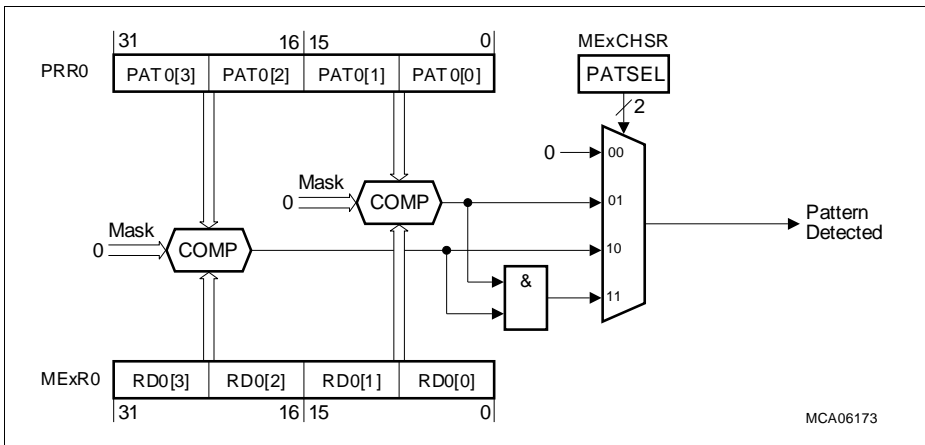 31 16 15 0
MExCHSR
PRR0 PAT0[3] PAT0[2] PAT0[1] PAT0[0] PATSEL
2
0 00
Mask
0 COMP 01
Pattern
Detected
Mask
0 COMP 10
&
11
MExR0 RD0[3] RD0[2] RD0[1] RD0[0]
31 16 15 0
MCA06173